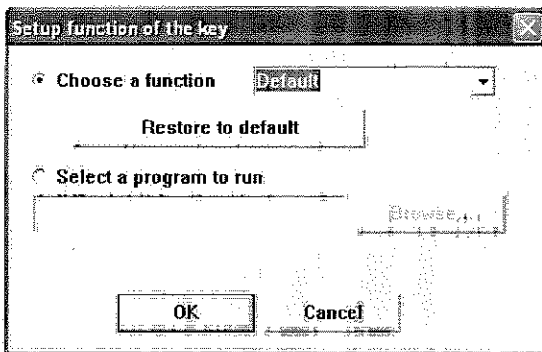 Setup function of the key
Choose a function Default
Restore to default
Select a program to run
Browse...
OK Cancel